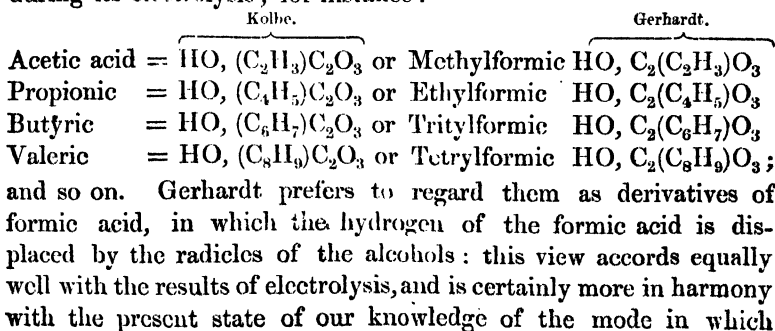 Kolbe. Gerhardt.
Acetic acid = HO, (C₂H₃)C₂O₃ or Methylformic HO, C₂(C₂H₃)O₃
Propionic = HO, (C₄H₅)C₂O₃ or Ethylformic HO, C₂(C₄H₅)O₃
Butyric = HO, (C₆H₇)C₂O₃ or Tritylformic HO, C₂(C₆H₇)O₃
Valeric = HO, (C₈H₉)C₂O₃ or Tetrylformic HO, C₂(C₈H₉)O₃;
and so on. Gerhardt prefers to regard them as derivatives of
formic acid, in which the hydrogen of the formic acid is dis-
placed by the radicles of the alcohols: this view accords equally
well with the results of electrolysis, and is certainly more in harmony
with the present state of our knowledge of the mode in which